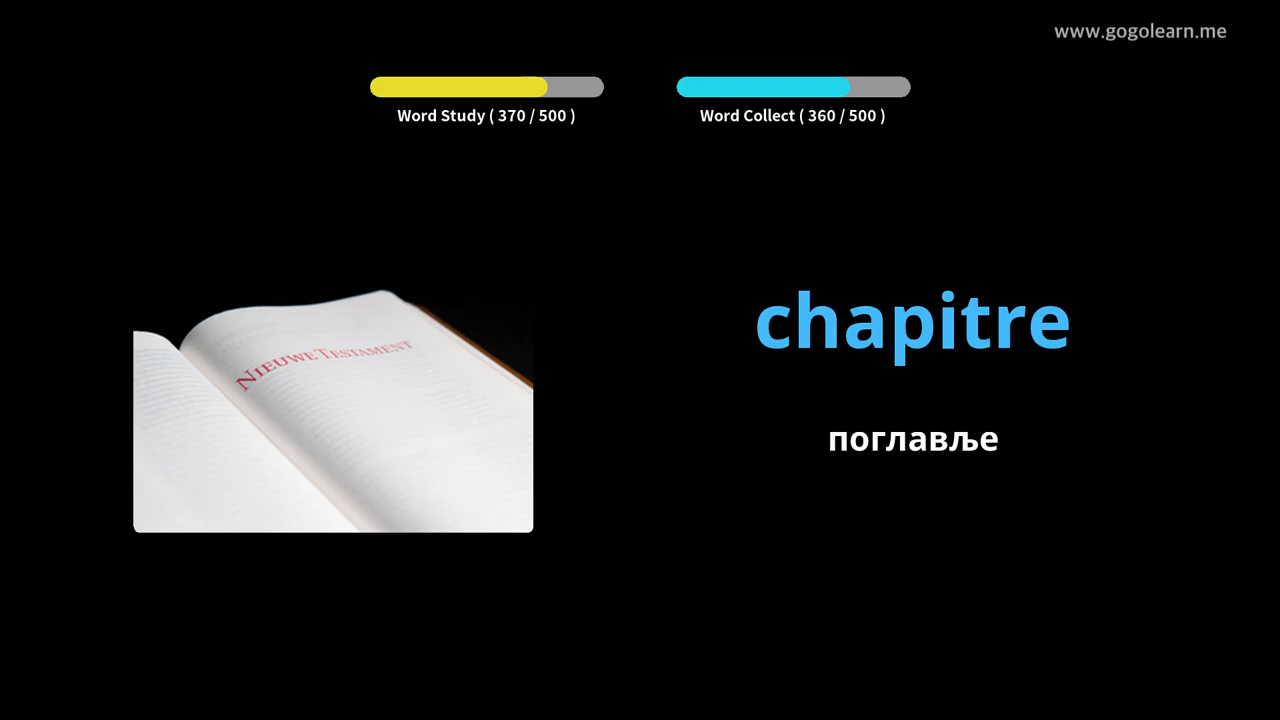 www.gogolearn.me
Word Study ( 370 / 500 )
Word Collect ( 360 / 500 )
NIEUWE TESTAMENT
chapitre
поглавље